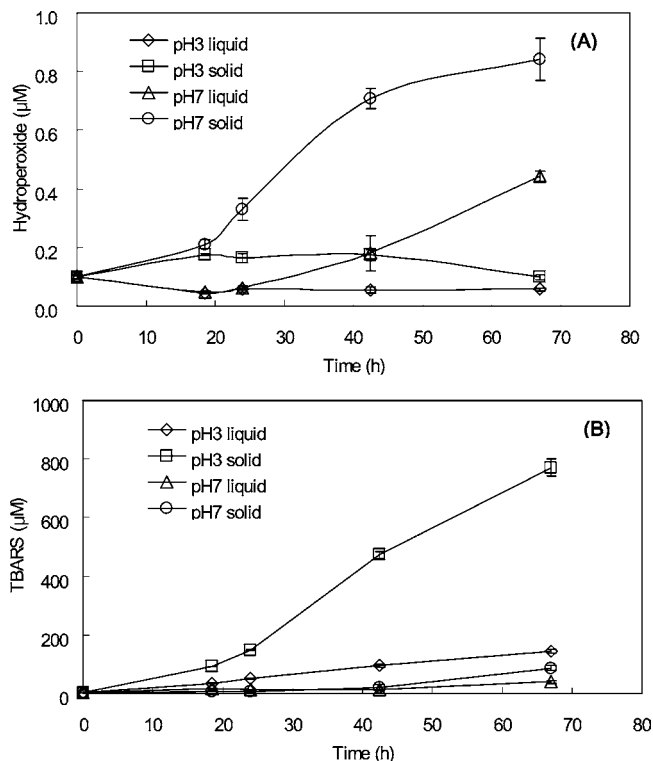 (A)
pH3 liquid
pH3 solid
pH7 liquid
pH7 solid
Hydroperoxide (µM)
1.0
0.8
0.6
0.4
0.2
0.0
0 10 20 30 40 50 60 70 80
Time (h)
(B)
pH3 liquid
pH3 solid
pH7 liquid
pH7 solid
TBARS (µM)
1000
800
600
400
200
0
0 10 20 30 40 50 60 70 80
Time (h)